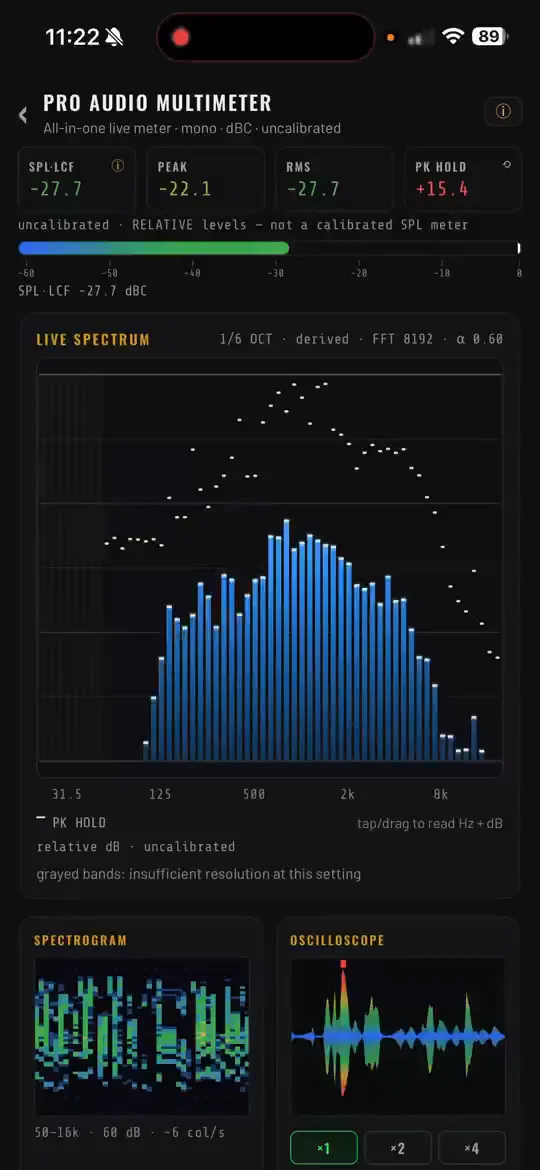 11:22
89
PRO AUDIO MULTIMETER
All-in-one live meter · mono · dBC · uncalibrated
SPL·LCF ⓘ PEAK RMS PK HOLD
-27.7 -22.1 -27.7 +15.4
uncalibrated · RELATIVE levels — not a calibrated SPL meter
-60 -50 -40 -30 -20 -10 0
SPL·LCF -27.7 dBC
LIVE SPECTRUM 1/6 OCT · derived · FFT 8192 · α 0.60
31.5 125 500 2k 8k
PK HOLD tap/drag to read Hz + dB
relative dB · uncalibrated
grayed bands: insufficient resolution at this setting
SPECTROGRAM OSCILLOSCOPE
50–16k · 60 dB · ~6 col/s
×1 ×2 ×4